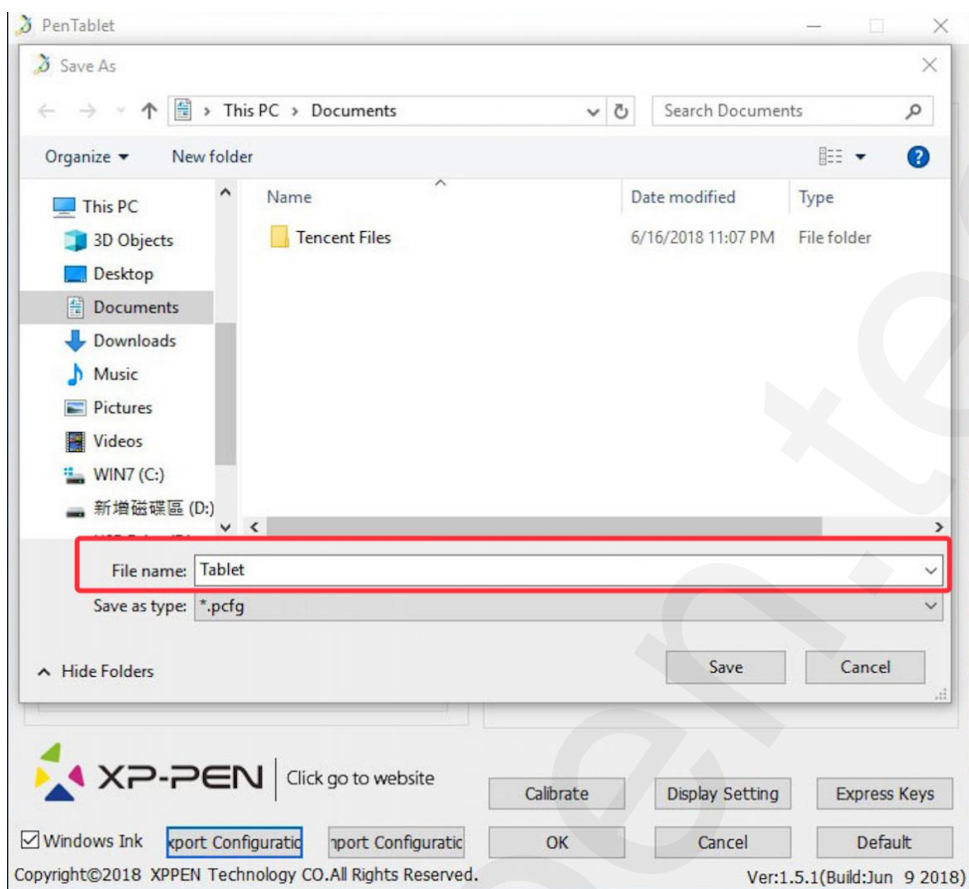 PenTablet
Save As
This PC > Documents
Search Documents
Organize
New folder
Name
Date modified
Type
This PC
Tencent Files
6/16/2018 11:07 PM
File folder
3D Objects
Desktop
Documents
Downloads
Music
Pictures
Videos
WIN7 (C:)
新增磁碟區 (D:)
File name: Tablet
Save as type: *.pcfg
Hide Folders
Save
Cancel
XP-PEN
Click go to website
Calibrate
Display Setting
Express Keys
Windows Ink
xport Configuratic
nport Configuratic
OK
Cancel
Default
Copyright©2018 XPPEN Technology CO.All Rights Reserved.
Ver:1.5.1(Build:Jun 9 2018)